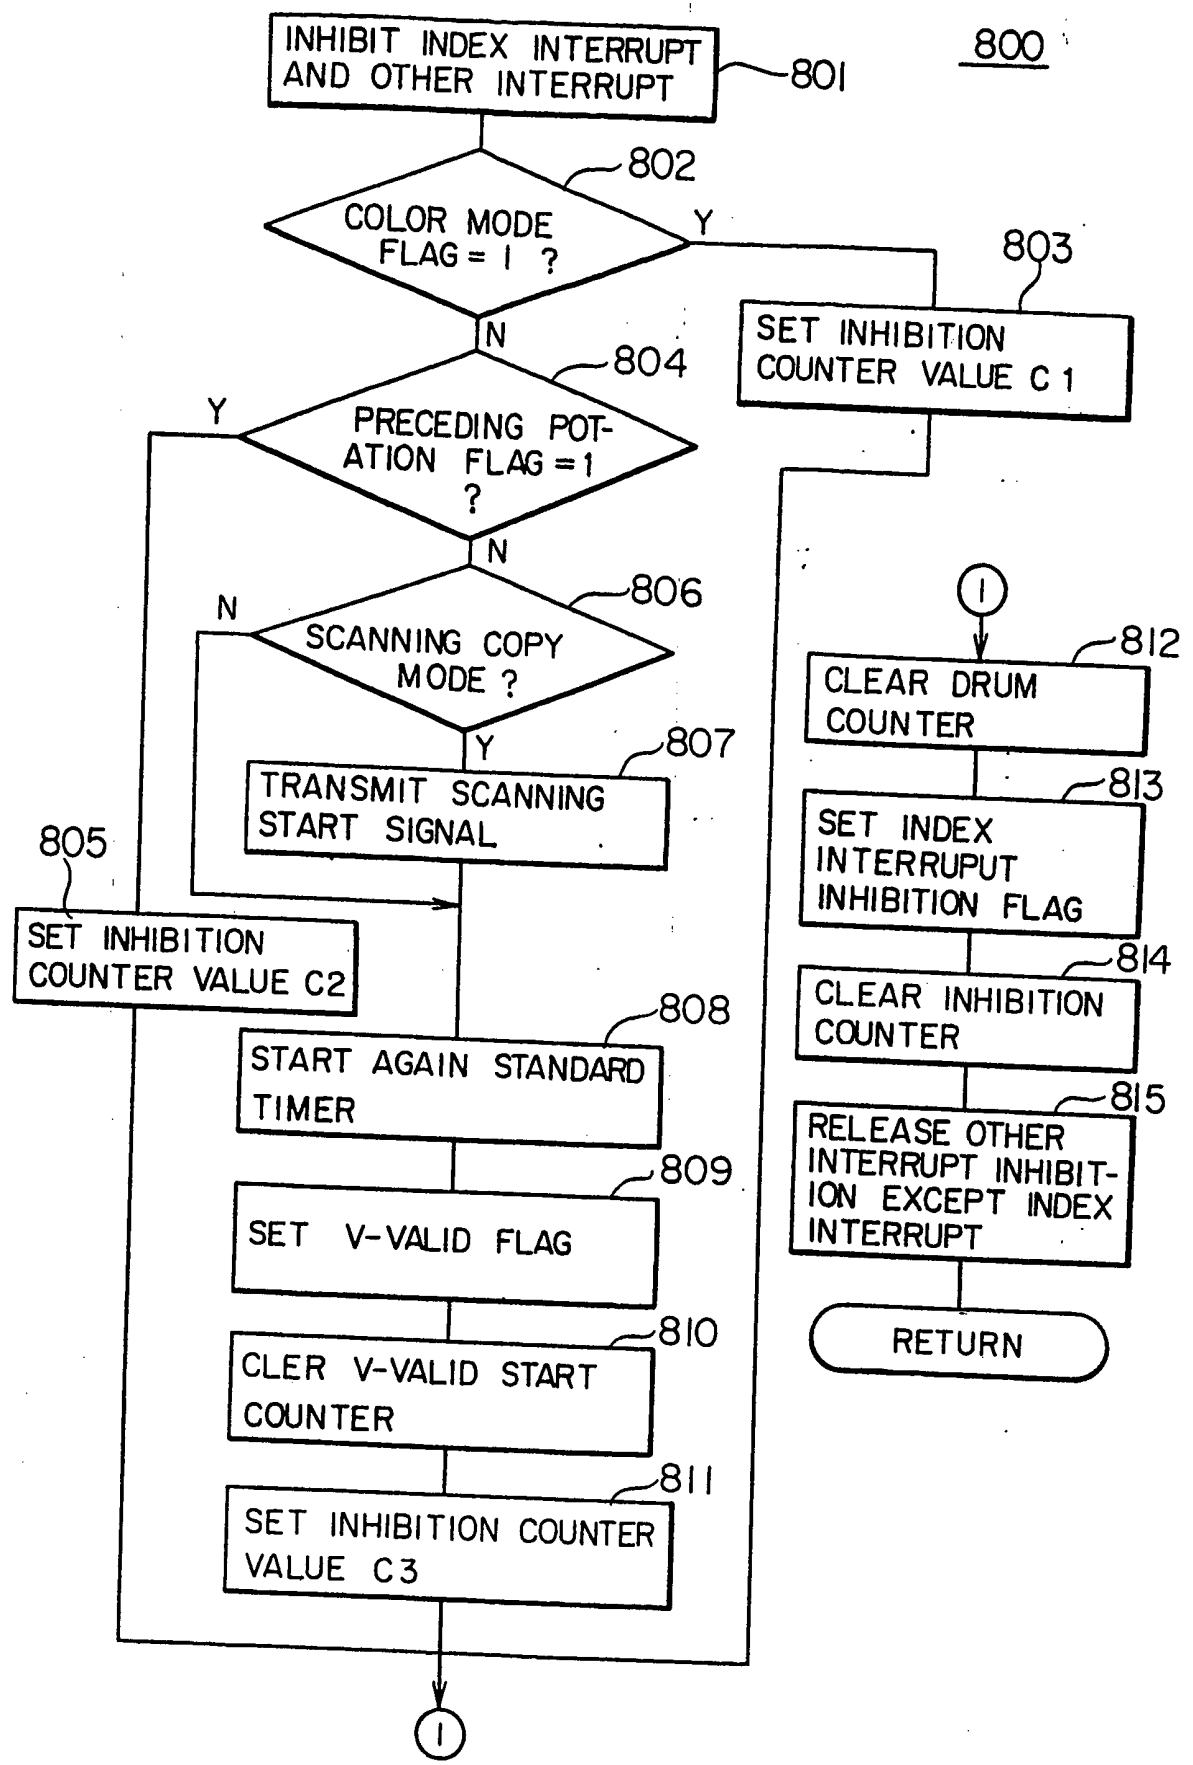 800
INHIBIT INDEX INTERRUPT
AND OTHER INTERRUPT
801
802
COLOR MODE
FLAG = 1 ?
Y
N
803
SET INHIBITION
COUNTER VALUE C1
804
PRECEDING POT-
ATION FLAG = 1
?
Y
N
806
SCANNING COPY
MODE ?
N
Y
807
TRANSMIT SCANNING
START SIGNAL
805
SET INHIBITION
COUNTER VALUE C2
808
START AGAIN STANDARD
TIMER
809
SET V-VALID FLAG
810
CLER V-VALID START
COUNTER
811
SET INHIBITION COUNTER
VALUE C3
1
1
812
CLEAR DRUM
COUNTER
813
SET INDEX
INTERRUPUT
INHIBITION FLAG
814
CLEAR INHIBITION
COUNTER
815
RELEASE OTHER
INTERRUPT INHIBIT-
ION EXCEPT INDEX
INTERRUPT
RETURN